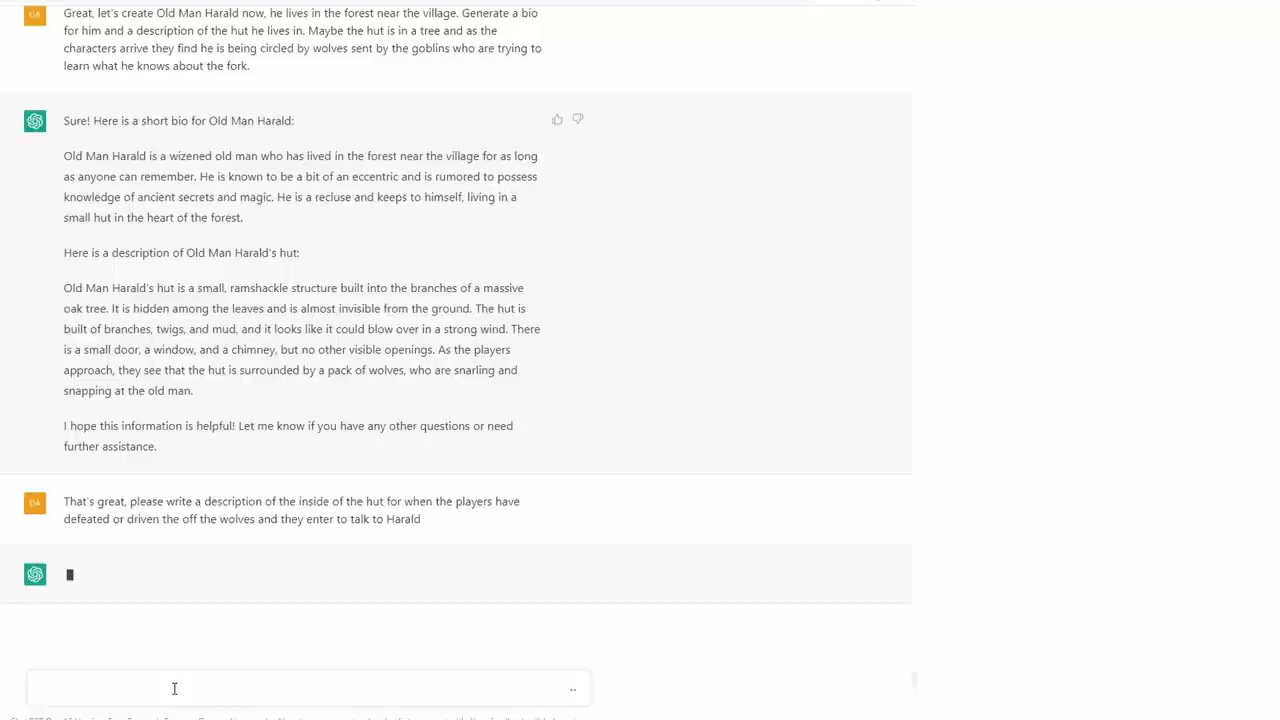 Great, let's create Old Man Harald now, he lives in the forest near the village. Generate a bio
for him and a description of the hut he lives in. Maybe the hut is in a tree and as the
characters arrive they find he is being circled by wolves sent by the goblins who are trying to
learn what he knows about the fork.
Sure! Here is a short bio for Old Man Harald:
Old Man Harald is a wizened old man who has lived in the forest near the village for as long
as anyone can remember. He is known to be a bit of an eccentric and is rumored to possess
knowledge of ancient secrets and magic. He is a recluse and keeps to himself, living in a
small hut in the heart of the forest.
Here is a description of Old Man Harald's hut:
Old Man Harald's hut is a small, ramshackle structure built into the branches of a massive
oak tree. It is hidden among the leaves and is almost invisible from the ground. The hut is
built of branches, twigs, and mud, and it looks like it could blow over in a strong wind. There
is a small door, a window, and a chimney, but no other visible openings. As the players
approach, they see that the hut is surrounded by a pack of wolves, who are snarling and
snapping at the old man.
I hope this information is helpful! Let me know if you have any other questions or need
further assistance.
That's great, please write a description of the inside of the hut for when the players have
defeated or driven the off the wolves and they enter to talk to Harald